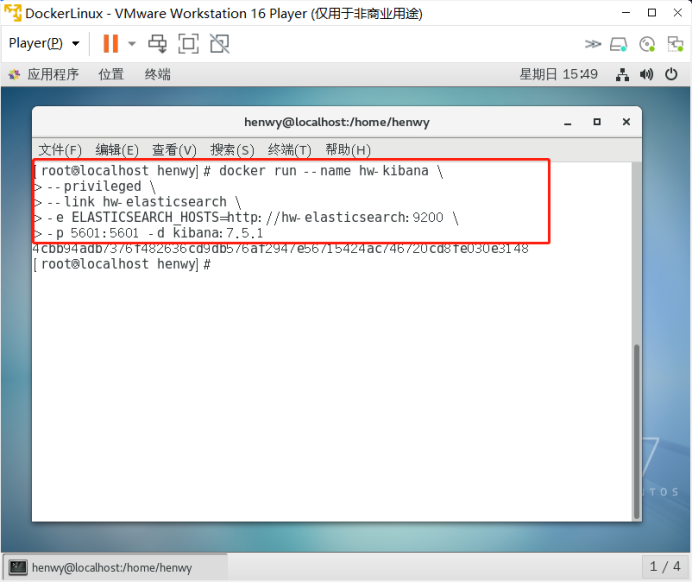 DockerLinux - VMware Workstation 16 Player (仅用于非商业用途)
Player(P)
应用程序 位置 终端 星期日 15:49
henwy@localhost:/home/henwy
文件(F) 编辑(E) 查看(V) 搜索(S) 终端(T) 帮助(H)
[root@localhost henwy]# docker run --name hw-kibana \
> --privileged \
> --link hw-elasticsearch \
> -e ELASTICSEARCH_HOSTS=http://hw-elasticsearch:9200 \
> -p 5601:5601 -d kibana:7.5.1
4cbb94adb7376f482636cd9db576af2947e56715424ac746720cd8fe030e3148
[root@localhost henwy]#
7
NTOS
henwy@localhost:/home/henwy
1 / 4